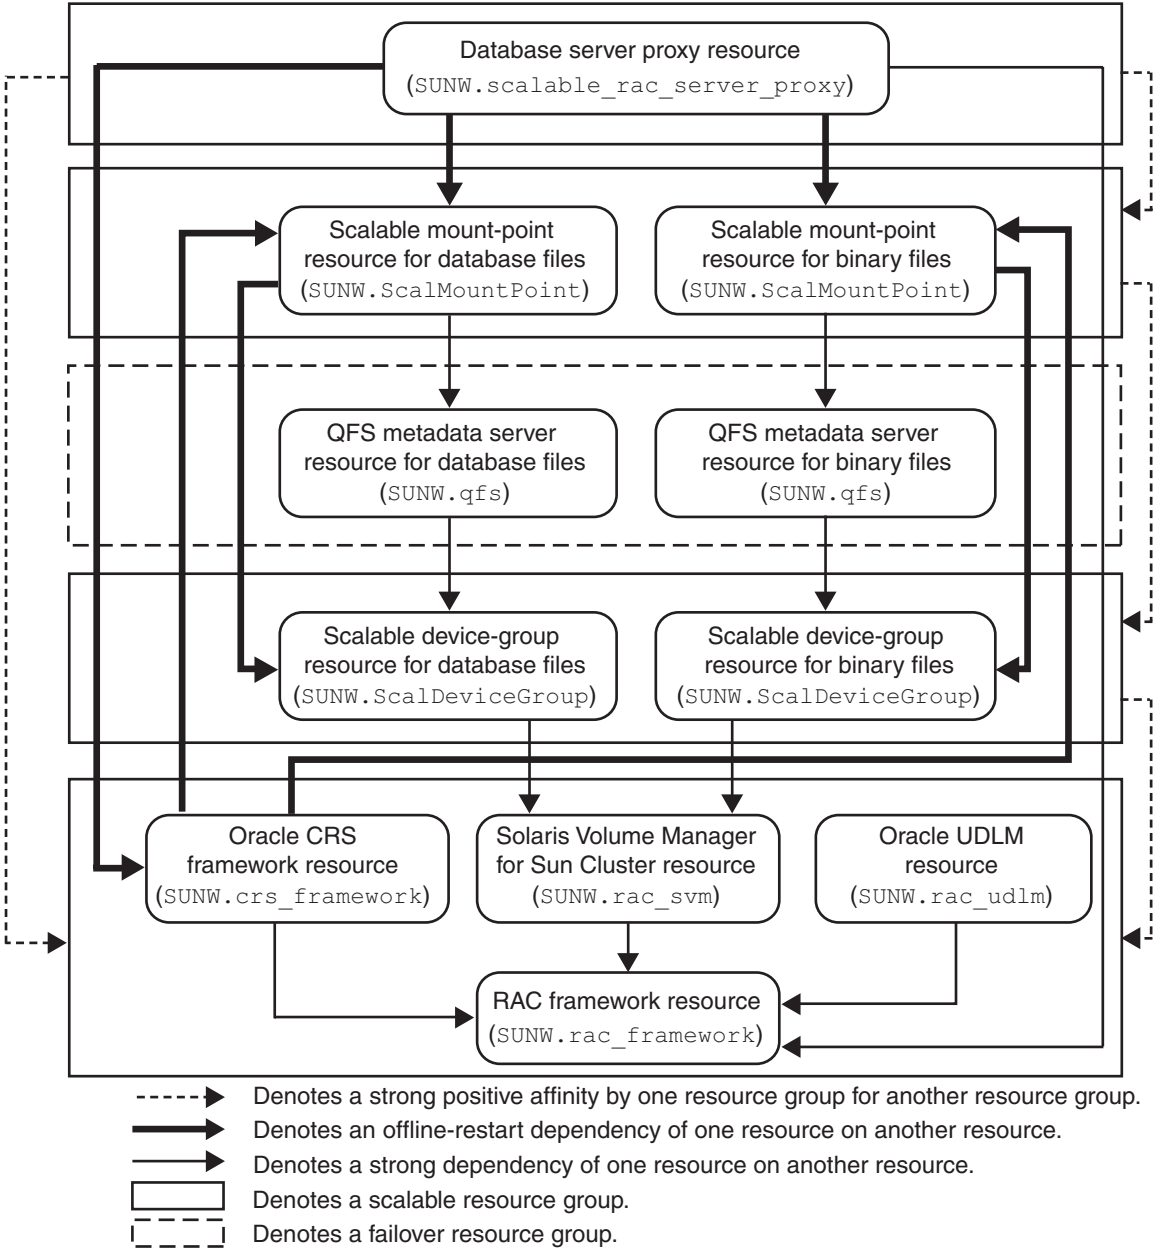 Database server proxy resource
(SUNW.scalable_rac_server_proxy)
Scalable mount-point
resource for database files
(SUNW.ScalMountPoint)
Scalable mount-point
resource for binary files
(SUNW.ScalMountPoint)
QFS metadata server
resource for database files
(SUNW.qfs)
QFS metadata server
resource for binary files
(SUNW.qfs)
Scalable device-group
resource for database files
(SUNW.ScalDeviceGroup)
Scalable device-group
resource for binary files
(SUNW.ScalDeviceGroup)
Oracle CRS
framework resource
(SUNW.crs_framework)
Solaris Volume Manager
for Sun Cluster resource
(SUNW.rac_svm)
Oracle UDLM
resource
(SUNW.rac_udlm)
RAC framework resource
(SUNW.rac_framework)
Denotes a strong positive affinity by one resource group for another resource group.
Denotes an offline-restart dependency of one resource on another resource.
Denotes a strong dependency of one resource on another resource.
Denotes a scalable resource group.
Denotes a failover resource group.